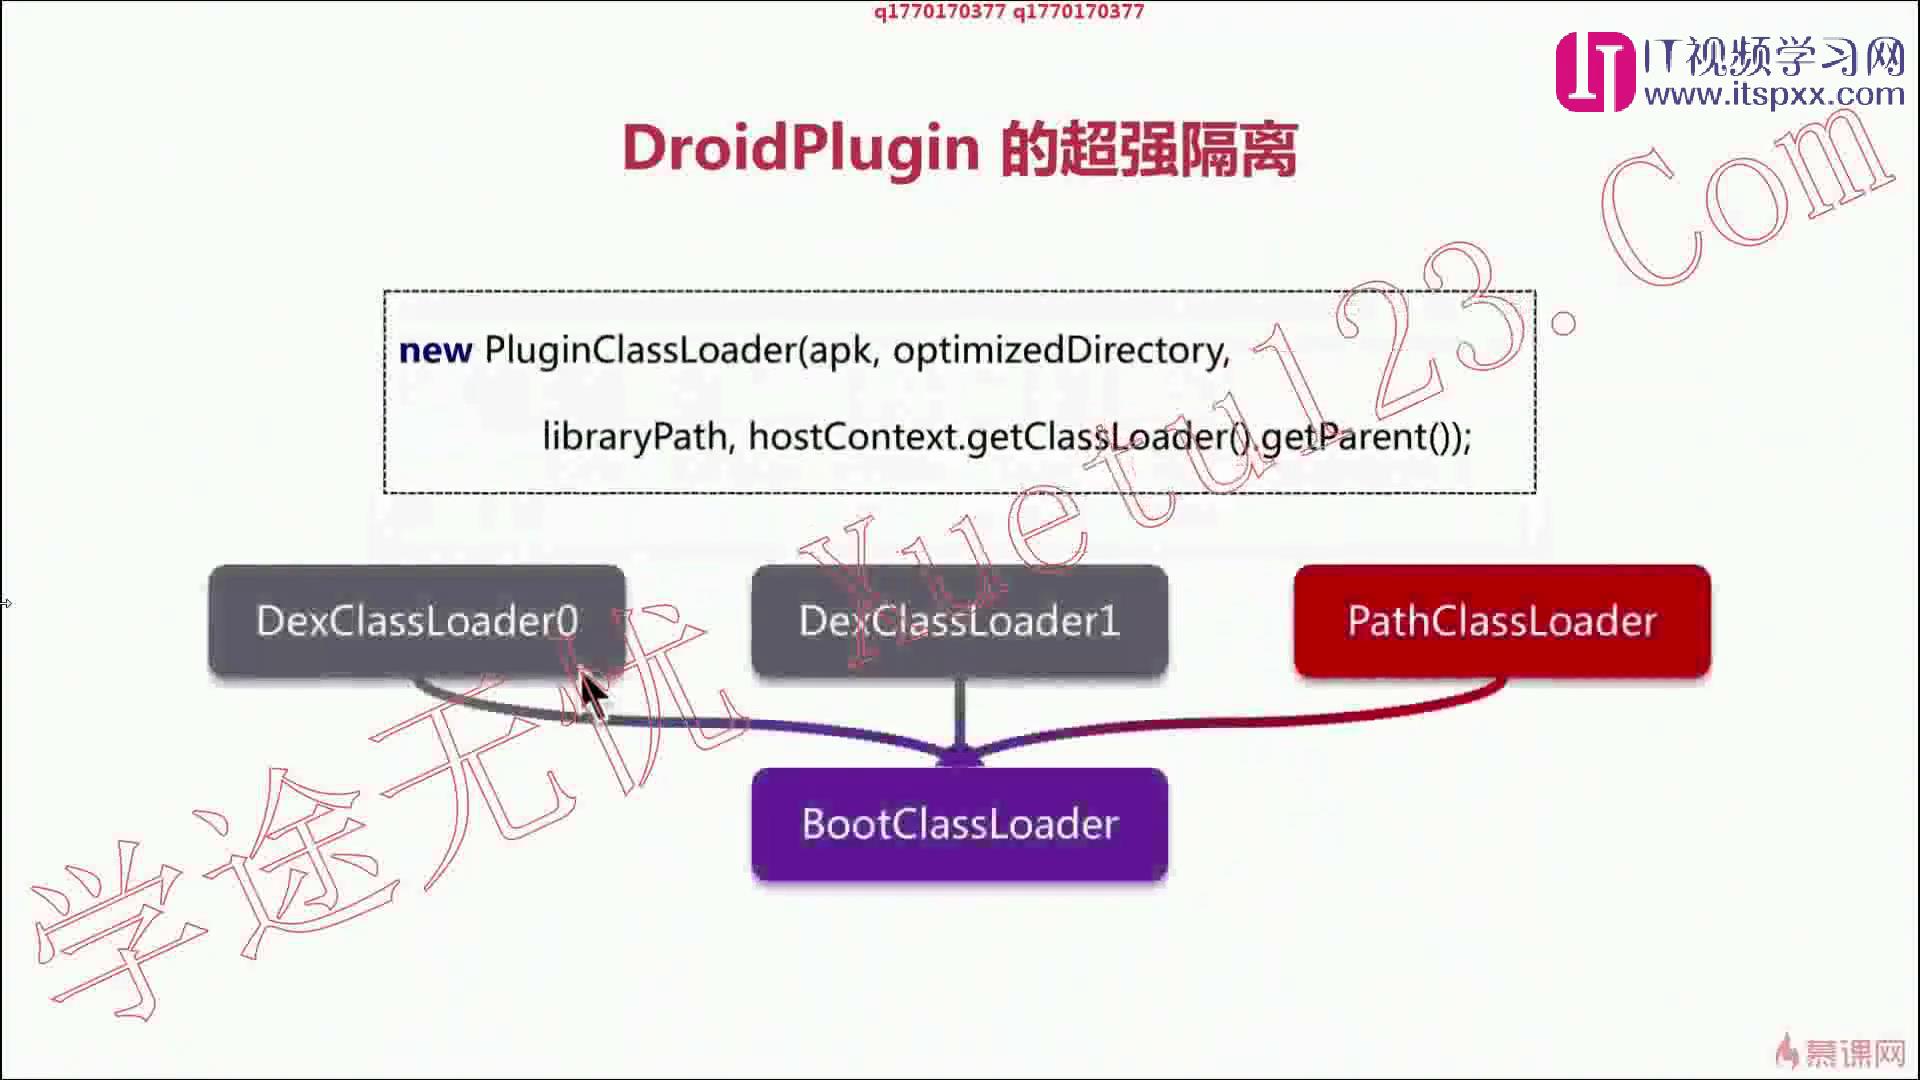 q1770170377 q1770170377
IT视频学习网
www.itspxx.com
DroidPlugin 的超强隔离
new PluginClassLoader(apk, optimizedDirectory,
libraryPath, hostContext.getClassLoader().getParent());
DexClassLoader0
DexClassLoader1
PathClassLoader
BootClassLoader
学途无忧 Xuetu123.Com
慕课网